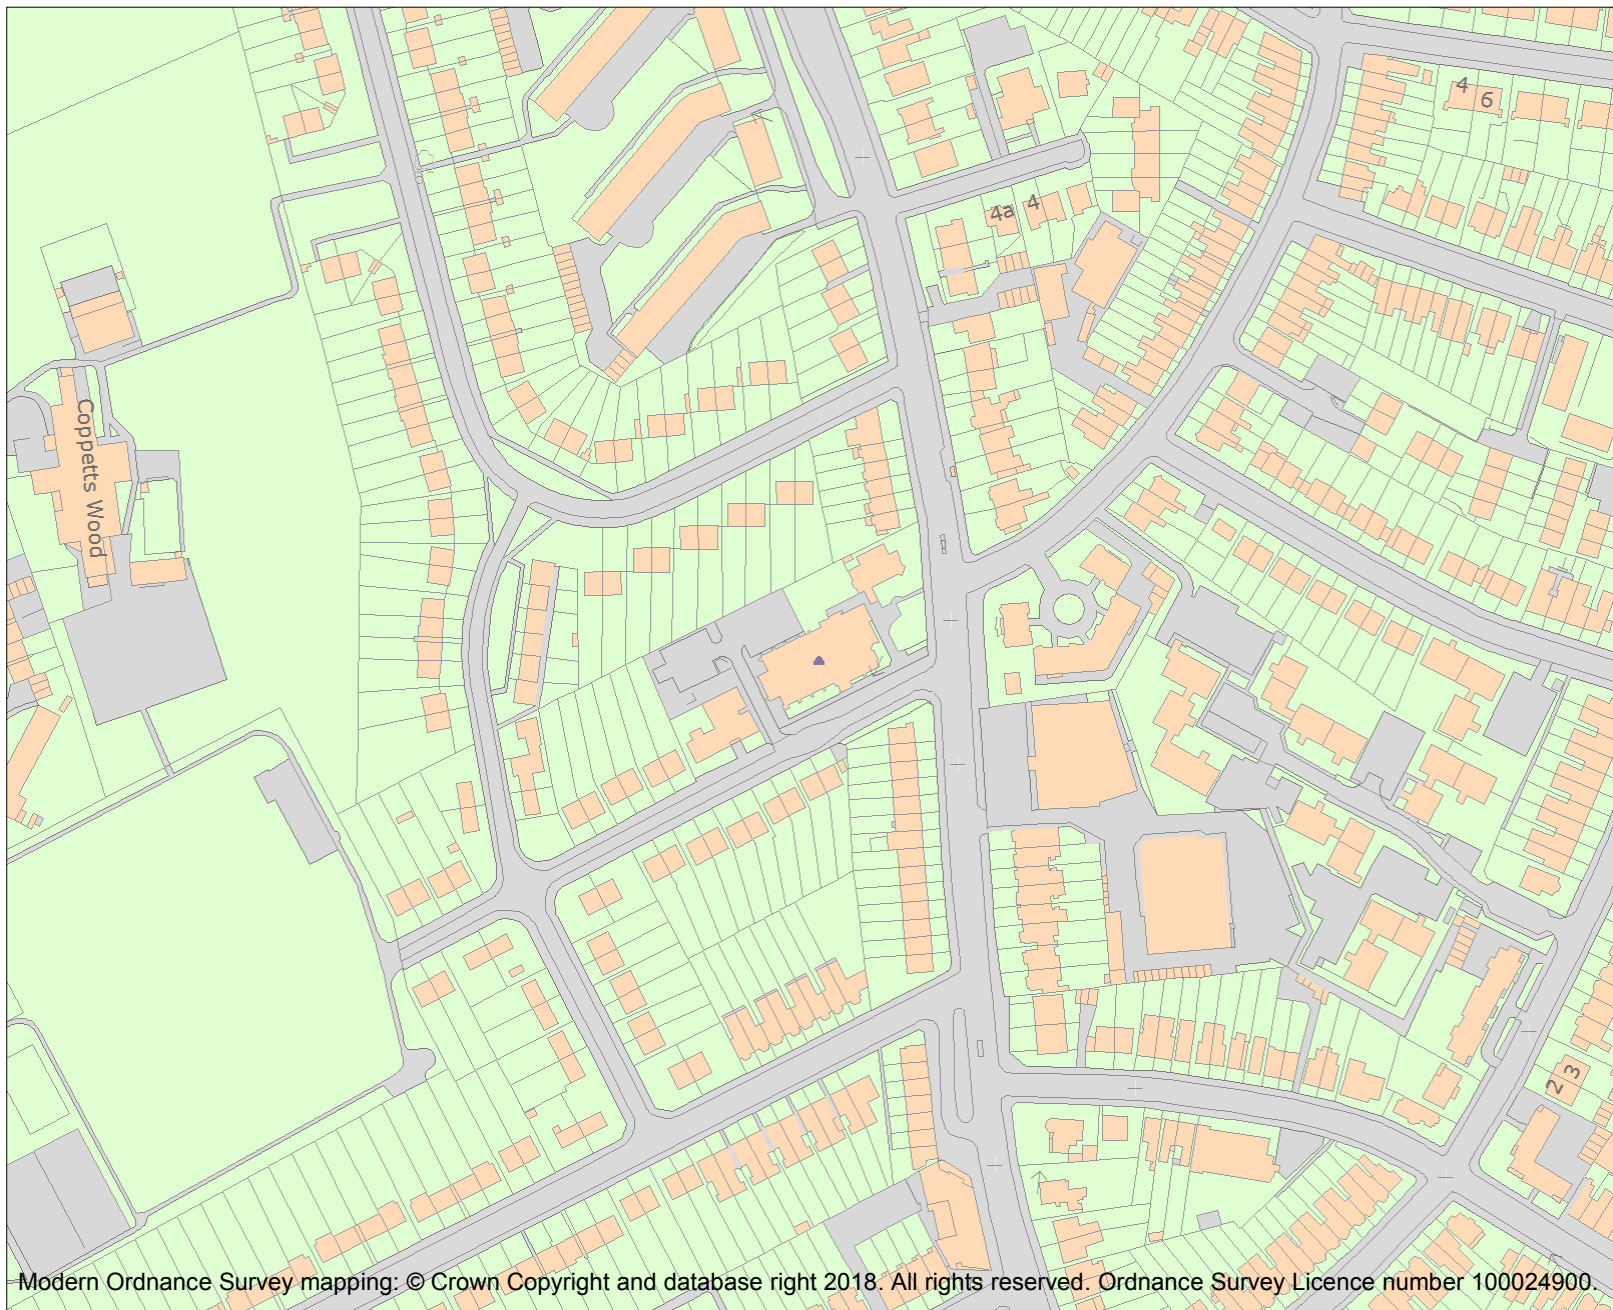 4 6
4a 4
Coppetts Wood
2 3
Modern Ordnance Survey mapping: © Crown Copyright and database right 2018. All rights reserved. Ordnance Survey Licence number 100024900.